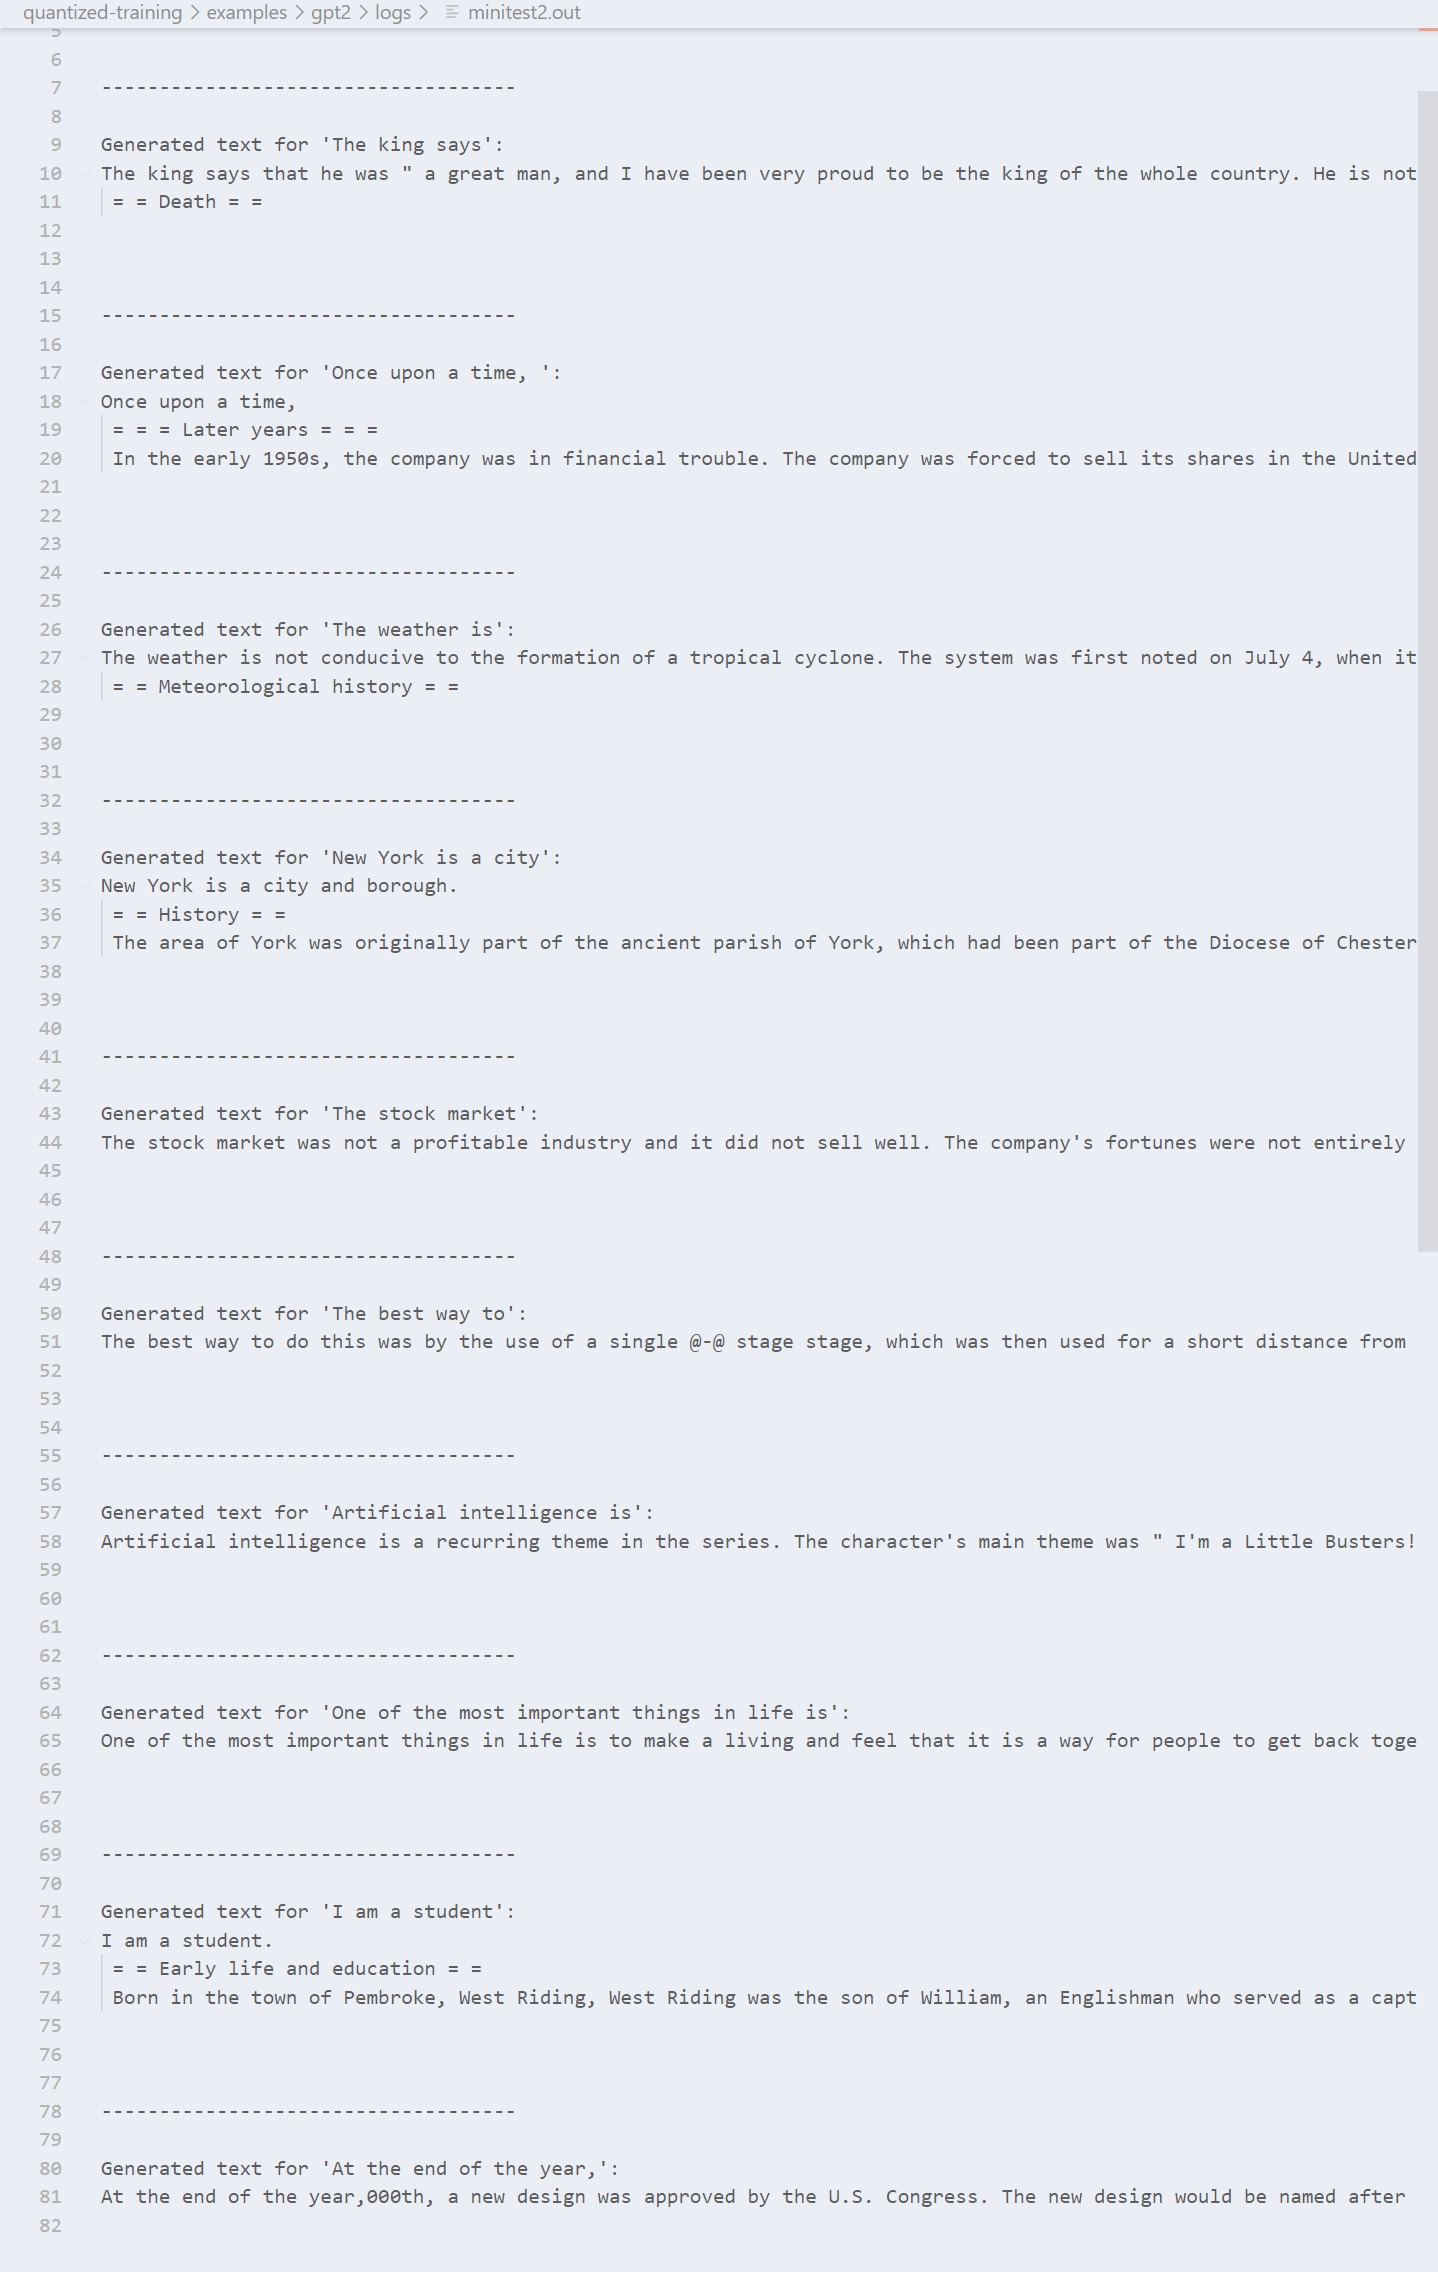 quantized-training > examples > gpt2 > logs > minitest2.out
5
6
7 ------------------------------------
8
9 Generated text for 'The king says':
10 The king says that he was " a great man, and I have been very proud to be the king of the whole country. He is not
11 = = Death = =
12
13
14
15 ------------------------------------
16
17 Generated text for 'Once upon a time, ':
18 Once upon a time,
19 = = = Later years = = =
20 In the early 1950s, the company was in financial trouble. The company was forced to sell its shares in the United
21
22
23
24 ------------------------------------
25
26 Generated text for 'The weather is':
27 The weather is not conducive to the formation of a tropical cyclone. The system was first noted on July 4, when it
28 = = Meteorological history = =
29
30
31
32 ------------------------------------
33
34 Generated text for 'New York is a city':
35 New York is a city and borough.
36 = = History = =
37 The area of York was originally part of the ancient parish of York, which had been part of the Diocese of Chester
38
39
40
41 ------------------------------------
42
43 Generated text for 'The stock market':
44 The stock market was not a profitable industry and it did not sell well. The company's fortunes were not entirely
45
46
47
48 ------------------------------------
49
50 Generated text for 'The best way to':
51 The best way to do this was by the use of a single @-@ stage stage, which was then used for a short distance from
52
53
54
55 ------------------------------------
56
57 Generated text for 'Artificial intelligence is':
58 Artificial intelligence is a recurring theme in the series. The character's main theme was " I'm a Little Busters!
59
60
61
62 ------------------------------------
63
64 Generated text for 'One of the most important things in life is':
65 One of the most important things in life is to make a living and feel that it is a way for people to get back toge
66
67
68
69 ------------------------------------
70
71 Generated text for 'I am a student':
72 I am a student.
73 = = Early life and education = =
74 Born in the town of Pembroke, West Riding, West Riding was the son of William, an Englishman who served as a capt
75
76
77
78 ------------------------------------
79
80 Generated text for 'At the end of the year,':
81 At the end of the year,000th, a new design was approved by the U.S. Congress. The new design would be named after
82